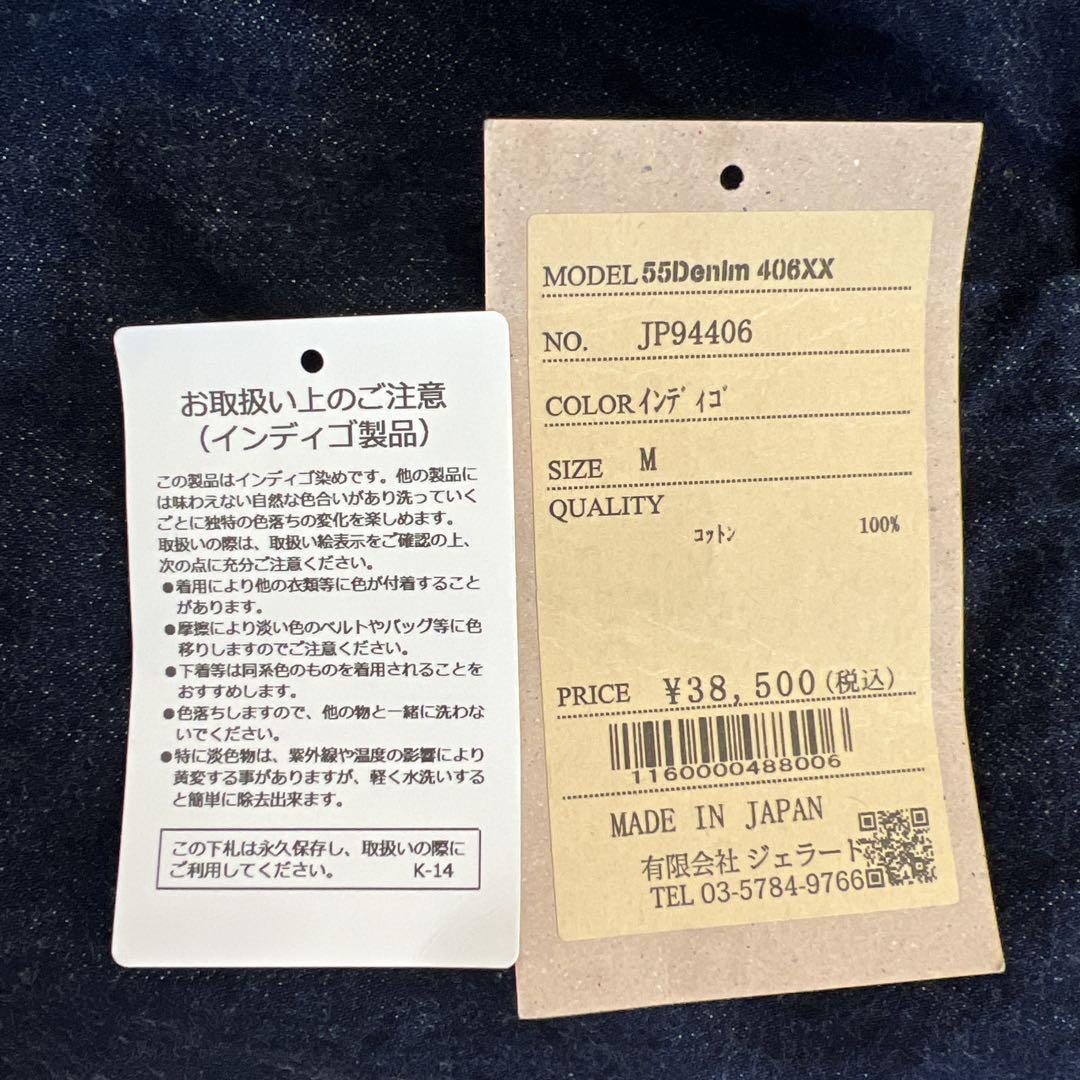 お取扱い上のご注意
（インディゴ製品）
この製品はインディゴ染めです。他の製品に
は味わえない自然な色合いがあり洗っていく
ごとに独特の色落ちの変化を楽しめます。
取扱いの際は、取扱い絵表示をご確認の上、
次の点に充分ご注意ください。
●着用により他の衣類等に色が付着すること
があります。
●摩擦により淡い色のベルトやバッグ等に色
移りしますのでご注意ください。
●下着等は同系色のものを着用されることを
おすすめします。
●色落ちしますので、他の物と一緒に洗わな
いでください。
●特に淡色物は、紫外線や温度の影響により
黄変する事がありますが、軽く水洗いする
と簡単に除去出来ます。
この下札は永久保存し、取扱いの際に
ご利用してください。 K-14
MODEL 55Denim 406XX
NO. JP94406
COLOR ｲﾝﾃﾞｨｺﾞ
SIZE M
QUALITY
ｺｯﾄﾝ 100%
PRICE ¥38,500(税込)
1160000488006
MADE IN JAPAN
有限会社 ジェラード
TEL 03-5784-9766